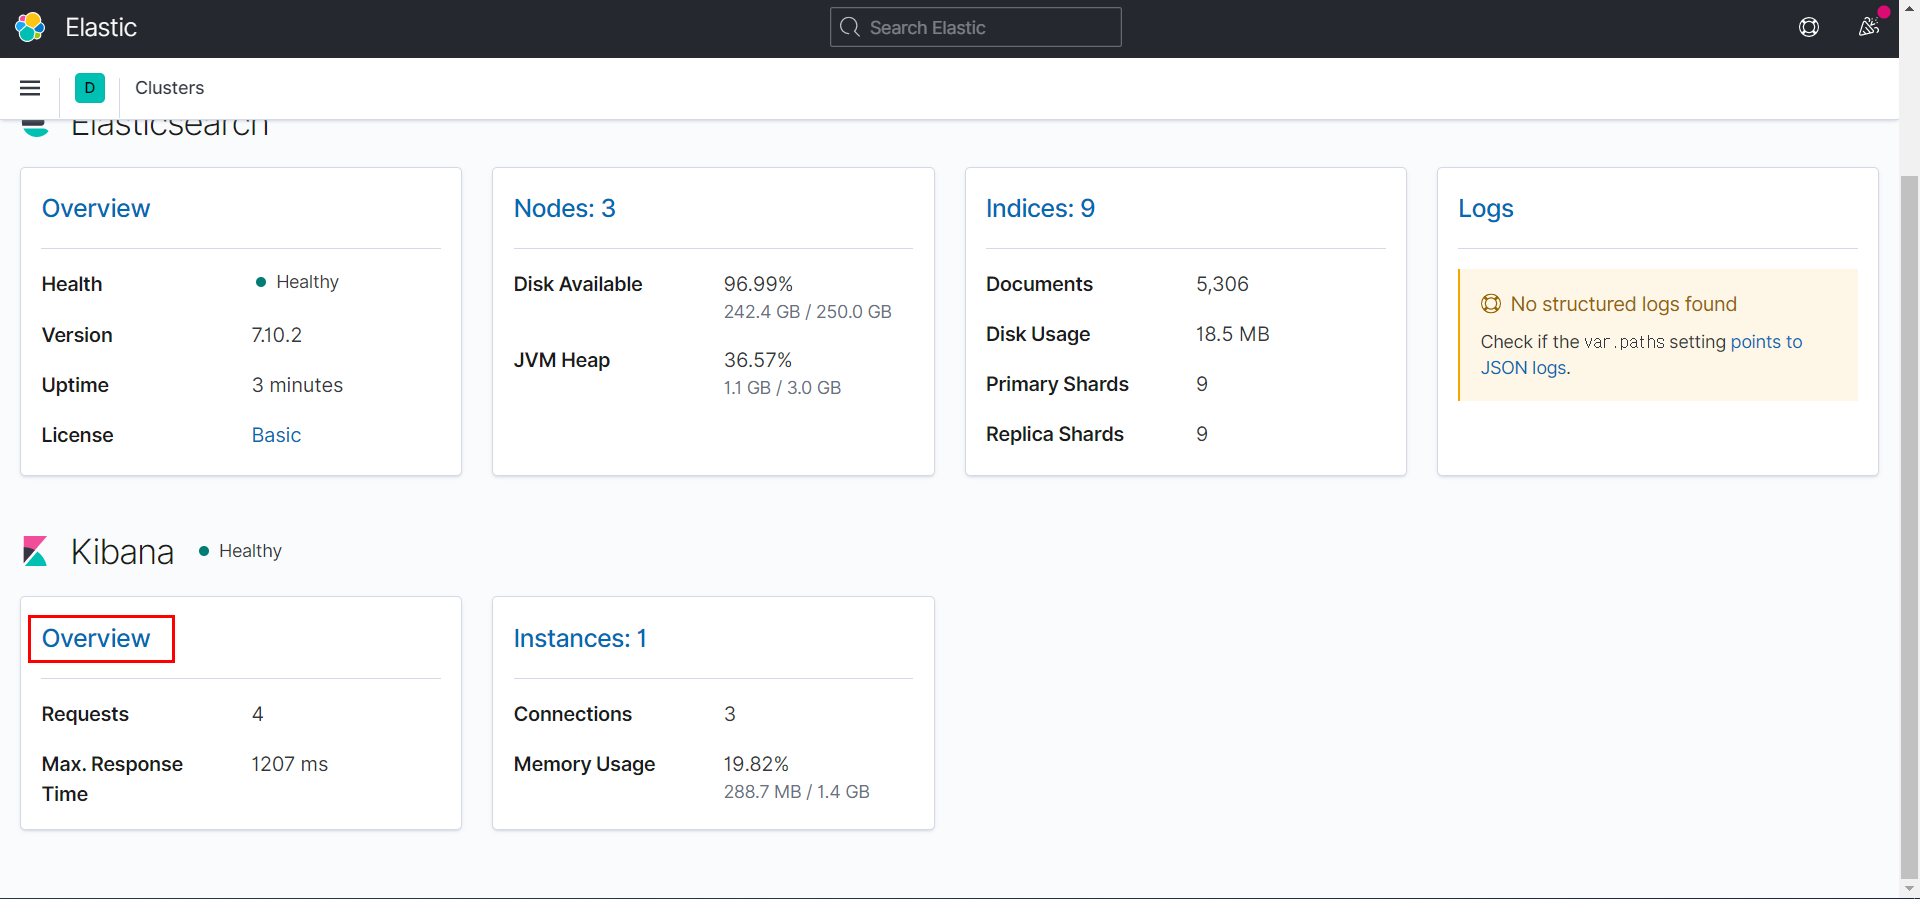 Elastic
Search Elastic
D
Clusters
Elasticsearch
Overview
Health Healthy
Version 7.10.2
Uptime 3 minutes
License Basic
Nodes: 3
Disk Available 96.99%
242.4 GB / 250.0 GB
JVM Heap 36.57%
1.1 GB / 3.0 GB
Indices: 9
Documents 5,306
Disk Usage 18.5 MB
Primary Shards 9
Replica Shards 9
Logs
No structured logs found
Check if the var.paths setting points to
JSON logs.
Kibana Healthy
Overview
Requests 4
Max. Response 1207 ms
Time
Instances: 1
Connections 3
Memory Usage 19.82%
288.7 MB / 1.4 GB